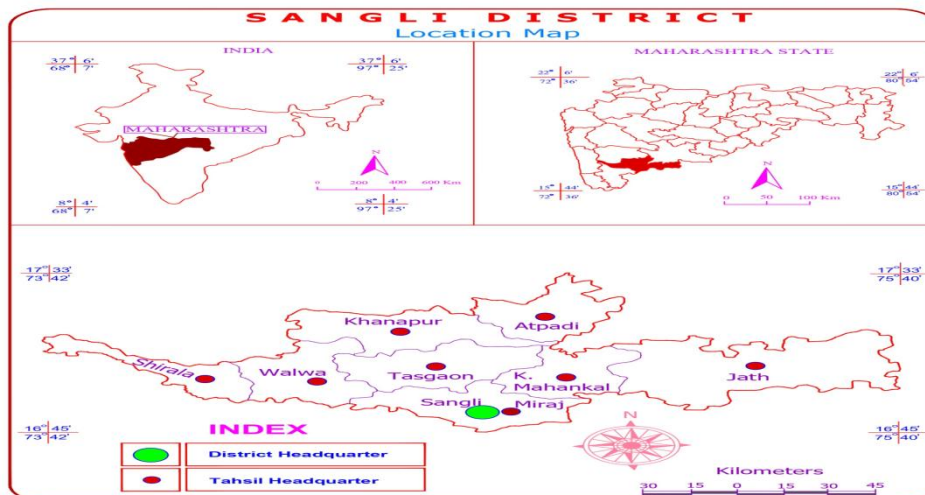 SANGLI DISTRICT
Location Map
INDIA
37° 6'
68° 7'
37° 6'
97° 25'
MAHARASHTRA
N
0 200 400 600 Km
8° 4'
68° 7'
8° 4'
97° 25'
MAHARASHTRA STATE
22° 6'
72° 36'
22° 6'
80° 54'
N
0 50 100 Km
15° 44'
72° 36'
15° 44'
80° 54'
17° 33'
73° 42'
17° 33'
75° 40'
Khanapur
Atpadi
Shirala
Walwa
Tasgaon
K.
Mahankal
Jath
Sangli
Miraj
16° 45'
73° 42'
N
16° 45'
75° 40'
INDEX
District Headquarter
Tahsil Headquarter
Kilometers
30 15 0 15 30 45